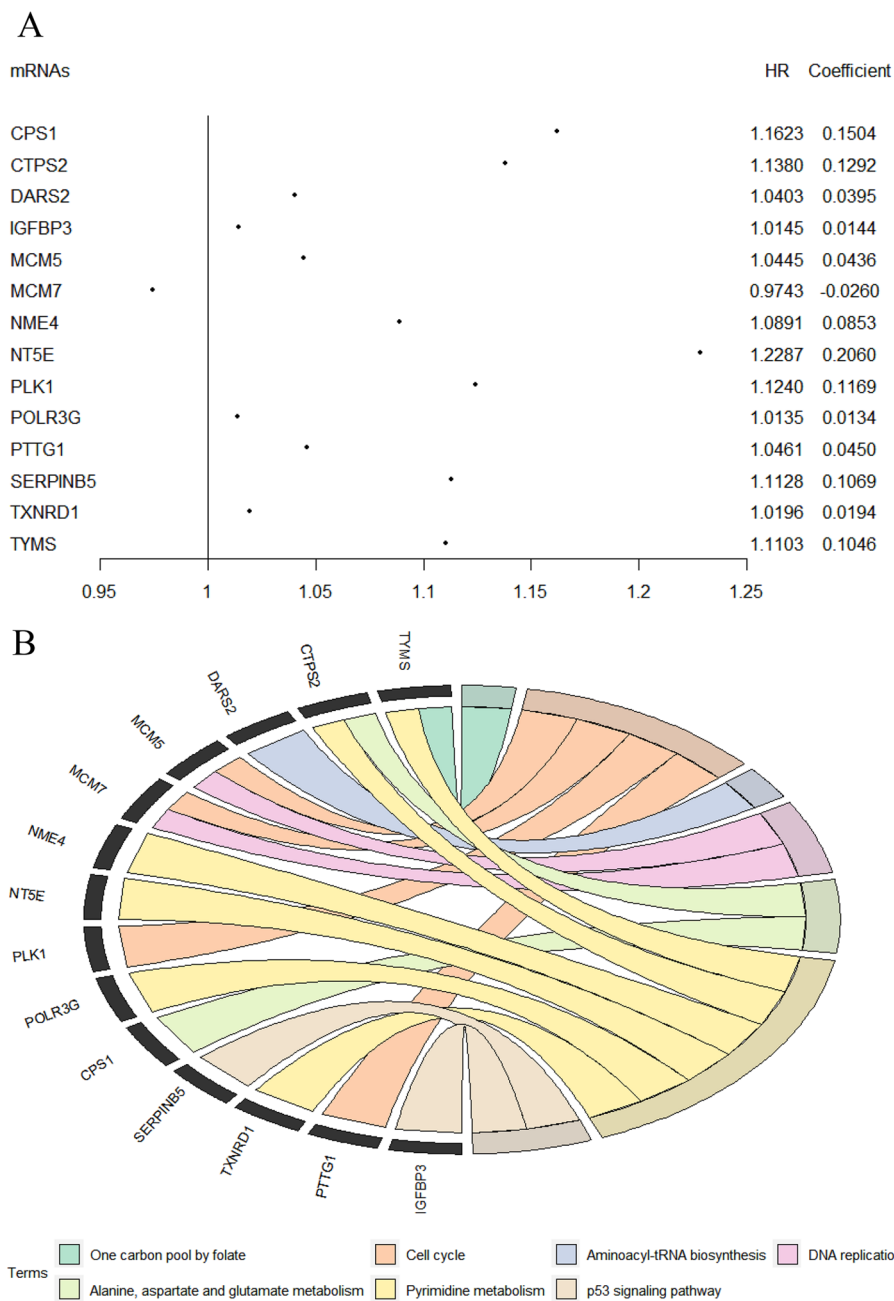 A
mRNAs HR Coefficient
CPS1 1.1623 0.1504
CTPS2 1.1380 0.1292
DARS2 1.0403 0.0395
IGFBP3 1.0145 0.0144
MCM5 1.0445 0.0436
MCM7 0.9743 -0.0260
NME4 1.0891 0.0853
NT5E 1.2287 0.2060
PLK1 1.1240 0.1169
POLR3G 1.0135 0.0134
PTTG1 1.0461 0.0450
SERPINB5 1.1128 0.1069
TXNRD1 1.0196 0.0194
TYMS 1.1103 0.1046
0.95 1 1.05 1.1 1.15 1.2 1.25
B
TYMS
CTPS2
DARS2
MCM5
MCM7
NME4
NT5E
PLK1
POLR3G
CPS1
SERPINB5
TXNRD1
PTTG1
IGFBP3
Terms
One carbon pool by folate Cell cycle Aminoacyl-tRNA biosynthesis DNA replicatio
Alanine, aspartate and glutamate metabolism Pyrimidine metabolism p53 signaling pathway